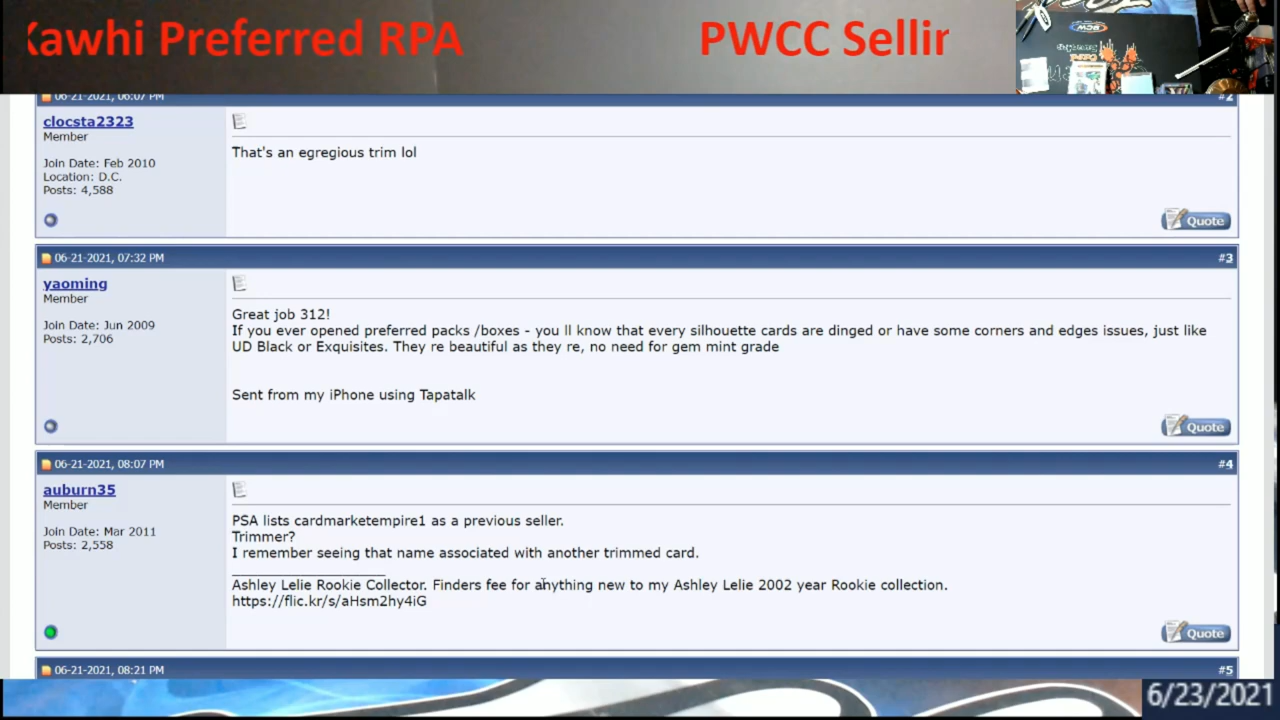 Kawhi Preferred RPA
PWCC Sellin
06-21-2021, 06:07 PM
#2
clocsta2323
Member
Join Date: Feb 2010
Location: D.C.
Posts: 4,588
That's an egregious trim lol
Quote
06-21-2021, 07:32 PM
#3
yaoming
Member
Join Date: Jun 2009
Posts: 2,706
Great job 312!
If you ever opened preferred packs /boxes - you ll know that every silhouette cards are dinged or have some corners and edges issues, just like
UD Black or Exquisites. They re beautiful as they re, no need for gem mint grade
Sent from my iPhone using Tapatalk
Quote
06-21-2021, 08:07 PM
#4
auburn35
Member
Join Date: Mar 2011
Posts: 2,558
PSA lists cardmarketempire1 as a previous seller.
Trimmer?
I remember seeing that name associated with another trimmed card.
Ashley Lelie Rookie Collector. Finders fee for anything new to my Ashley Lelie 2002 year Rookie collection.
https://flic.kr/s/aHsm2hy4iG
Quote
06-21-2021, 08:21 PM
#5
6/23/2021